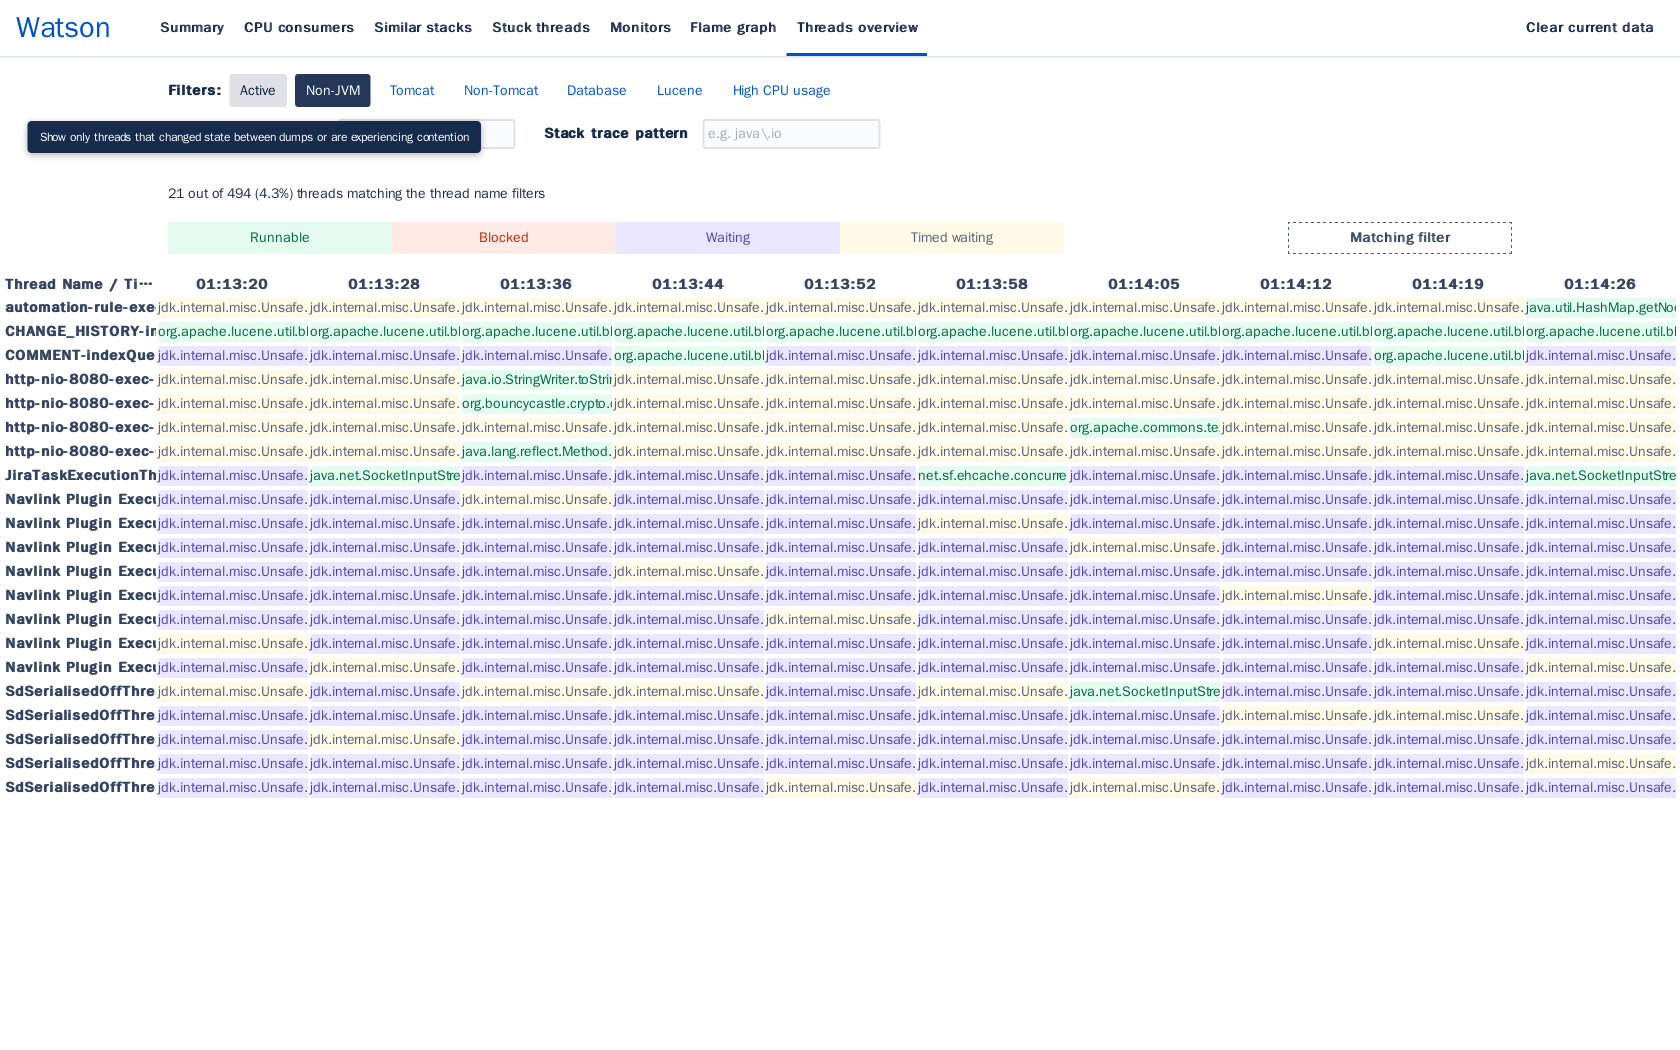 Watson Summary CPU consumers Similar stacks Stuck threads Monitors Flame graph Threads overview Clear current data
Filters: Active Non-JVM Tomcat Non-Tomcat Database Lucene High CPU usage
Show only threads that changed state between dumps or are experiencing contention Stack trace pattern e.g. java\.io
21 out of 494 (4.3%) threads matching the thread name filters
Runnable Blocked Waiting Timed waiting Matching filter
Thread Name / Ti... 01:13:20 01:13:28 01:13:36 01:13:44 01:13:52 01:13:58 01:14:05 01:14:12 01:14:19 01:14:26
automation-rule-exe jdk.internal.misc.Unsafe. jdk.internal.misc.Unsafe. jdk.internal.misc.Unsafe. jdk.internal.misc.Unsafe. jdk.internal.misc.Unsafe. jdk.internal.misc.Unsafe. jdk.internal.misc.Unsafe. jdk.internal.misc.Unsafe. jdk.internal.misc.Unsafe. java.util.HashMap.getNo
CHANGE_HISTORY-in org.apache.lucene.util.bl org.apache.lucene.util.bl org.apache.lucene.util.bl org.apache.lucene.util.bl org.apache.lucene.util.bl org.apache.lucene.util.bl org.apache.lucene.util.bl org.apache.lucene.util.bl org.apache.lucene.util.bl org.apache.lucene.util.bl
COMMENT-indexQue jdk.internal.misc.Unsafe. jdk.internal.misc.Unsafe. jdk.internal.misc.Unsafe. org.apache.lucene.util.bl jdk.internal.misc.Unsafe. jdk.internal.misc.Unsafe. jdk.internal.misc.Unsafe. jdk.internal.misc.Unsafe. org.apache.lucene.util.bl jdk.internal.misc.Unsafe.
http-nio-8080-exec- jdk.internal.misc.Unsafe. jdk.internal.misc.Unsafe. java.io.StringWriter.toStrin jdk.internal.misc.Unsafe. jdk.internal.misc.Unsafe. jdk.internal.misc.Unsafe. jdk.internal.misc.Unsafe. jdk.internal.misc.Unsafe. jdk.internal.misc.Unsafe. jdk.internal.misc.Unsafe.
http-nio-8080-exec- jdk.internal.misc.Unsafe. jdk.internal.misc.Unsafe. org.bouncycastle.crypto. jdk.internal.misc.Unsafe. jdk.internal.misc.Unsafe. jdk.internal.misc.Unsafe. jdk.internal.misc.Unsafe. jdk.internal.misc.Unsafe. jdk.internal.misc.Unsafe. jdk.internal.misc.Unsafe.
http-nio-8080-exec- jdk.internal.misc.Unsafe. jdk.internal.misc.Unsafe. jdk.internal.misc.Unsafe. jdk.internal.misc.Unsafe. jdk.internal.misc.Unsafe. jdk.internal.misc.Unsafe. org.apache.commons.te jdk.internal.misc.Unsafe. jdk.internal.misc.Unsafe. jdk.internal.misc.Unsafe.
http-nio-8080-exec- jdk.internal.misc.Unsafe. jdk.internal.misc.Unsafe. java.lang.reflect.Method. jdk.internal.misc.Unsafe. jdk.internal.misc.Unsafe. jdk.internal.misc.Unsafe. jdk.internal.misc.Unsafe. jdk.internal.misc.Unsafe. jdk.internal.misc.Unsafe. jdk.internal.misc.Unsafe.
JiraTaskExecutionTh jdk.internal.misc.Unsafe. java.net.SocketInputStre jdk.internal.misc.Unsafe. jdk.internal.misc.Unsafe. jdk.internal.misc.Unsafe. net.sf.ehcache.concurre jdk.internal.misc.Unsafe. jdk.internal.misc.Unsafe. jdk.internal.misc.Unsafe. java.net.SocketInputStre
Navlink Plugin Execu jdk.internal.misc.Unsafe. jdk.internal.misc.Unsafe. jdk.internal.misc.Unsafe. jdk.internal.misc.Unsafe. jdk.internal.misc.Unsafe. jdk.internal.misc.Unsafe. jdk.internal.misc.Unsafe. jdk.internal.misc.Unsafe. jdk.internal.misc.Unsafe. jdk.internal.misc.Unsafe.
Navlink Plugin Execu jdk.internal.misc.Unsafe. jdk.internal.misc.Unsafe. jdk.internal.misc.Unsafe. jdk.internal.misc.Unsafe. jdk.internal.misc.Unsafe. jdk.internal.misc.Unsafe. jdk.internal.misc.Unsafe. jdk.internal.misc.Unsafe. jdk.internal.misc.Unsafe. jdk.internal.misc.Unsafe.
Navlink Plugin Execu jdk.internal.misc.Unsafe. jdk.internal.misc.Unsafe. jdk.internal.misc.Unsafe. jdk.internal.misc.Unsafe. jdk.internal.misc.Unsafe. jdk.internal.misc.Unsafe. jdk.internal.misc.Unsafe. jdk.internal.misc.Unsafe. jdk.internal.misc.Unsafe. jdk.internal.misc.Unsafe.
Navlink Plugin Execu jdk.internal.misc.Unsafe. jdk.internal.misc.Unsafe. jdk.internal.misc.Unsafe. jdk.internal.misc.Unsafe. jdk.internal.misc.Unsafe. jdk.internal.misc.Unsafe. jdk.internal.misc.Unsafe. jdk.internal.misc.Unsafe. jdk.internal.misc.Unsafe. jdk.internal.misc.Unsafe.
Navlink Plugin Execu jdk.internal.misc.Unsafe. jdk.internal.misc.Unsafe. jdk.internal.misc.Unsafe. jdk.internal.misc.Unsafe. jdk.internal.misc.Unsafe. jdk.internal.misc.Unsafe. jdk.internal.misc.Unsafe. jdk.internal.misc.Unsafe. jdk.internal.misc.Unsafe. jdk.internal.misc.Unsafe.
Navlink Plugin Execu jdk.internal.misc.Unsafe. jdk.internal.misc.Unsafe. jdk.internal.misc.Unsafe. jdk.internal.misc.Unsafe. jdk.internal.misc.Unsafe. jdk.internal.misc.Unsafe. jdk.internal.misc.Unsafe. jdk.internal.misc.Unsafe. jdk.internal.misc.Unsafe. jdk.internal.misc.Unsafe.
Navlink Plugin Execu jdk.internal.misc.Unsafe. jdk.internal.misc.Unsafe. jdk.internal.misc.Unsafe. jdk.internal.misc.Unsafe. jdk.internal.misc.Unsafe. jdk.internal.misc.Unsafe. jdk.internal.misc.Unsafe. jdk.internal.misc.Unsafe. jdk.internal.misc.Unsafe. jdk.internal.misc.Unsafe.
Navlink Plugin Execu jdk.internal.misc.Unsafe. jdk.internal.misc.Unsafe. jdk.internal.misc.Unsafe. jdk.internal.misc.Unsafe. jdk.internal.misc.Unsafe. jdk.internal.misc.Unsafe. jdk.internal.misc.Unsafe. jdk.internal.misc.Unsafe. jdk.internal.misc.Unsafe. jdk.internal.misc.Unsafe.
SdSerialisedOffThre jdk.internal.misc.Unsafe. jdk.internal.misc.Unsafe. jdk.internal.misc.Unsafe. jdk.internal.misc.Unsafe. jdk.internal.misc.Unsafe. jdk.internal.misc.Unsafe. java.net.SocketInputStre jdk.internal.misc.Unsafe. jdk.internal.misc.Unsafe. jdk.internal.misc.Unsafe.
SdSerialisedOffThre jdk.internal.misc.Unsafe. jdk.internal.misc.Unsafe. jdk.internal.misc.Unsafe. jdk.internal.misc.Unsafe. jdk.internal.misc.Unsafe. jdk.internal.misc.Unsafe. jdk.internal.misc.Unsafe. jdk.internal.misc.Unsafe. jdk.internal.misc.Unsafe. jdk.internal.misc.Unsafe.
SdSerialisedOffThre jdk.internal.misc.Unsafe. jdk.internal.misc.Unsafe. jdk.internal.misc.Unsafe. jdk.internal.misc.Unsafe. jdk.internal.misc.Unsafe. jdk.internal.misc.Unsafe. jdk.internal.misc.Unsafe. jdk.internal.misc.Unsafe. jdk.internal.misc.Unsafe. jdk.internal.misc.Unsafe.
SdSerialisedOffThre jdk.internal.misc.Unsafe. jdk.internal.misc.Unsafe. jdk.internal.misc.Unsafe. jdk.internal.misc.Unsafe. jdk.internal.misc.Unsafe. jdk.internal.misc.Unsafe. jdk.internal.misc.Unsafe. jdk.internal.misc.Unsafe. jdk.internal.misc.Unsafe. jdk.internal.misc.Unsafe.
SdSerialisedOffThre jdk.internal.misc.Unsafe. jdk.internal.misc.Unsafe. jdk.internal.misc.Unsafe. jdk.internal.misc.Unsafe. jdk.internal.misc.Unsafe. jdk.internal.misc.Unsafe. jdk.internal.misc.Unsafe. jdk.internal.misc.Unsafe. jdk.internal.misc.Unsafe. jdk.internal.misc.Unsafe.